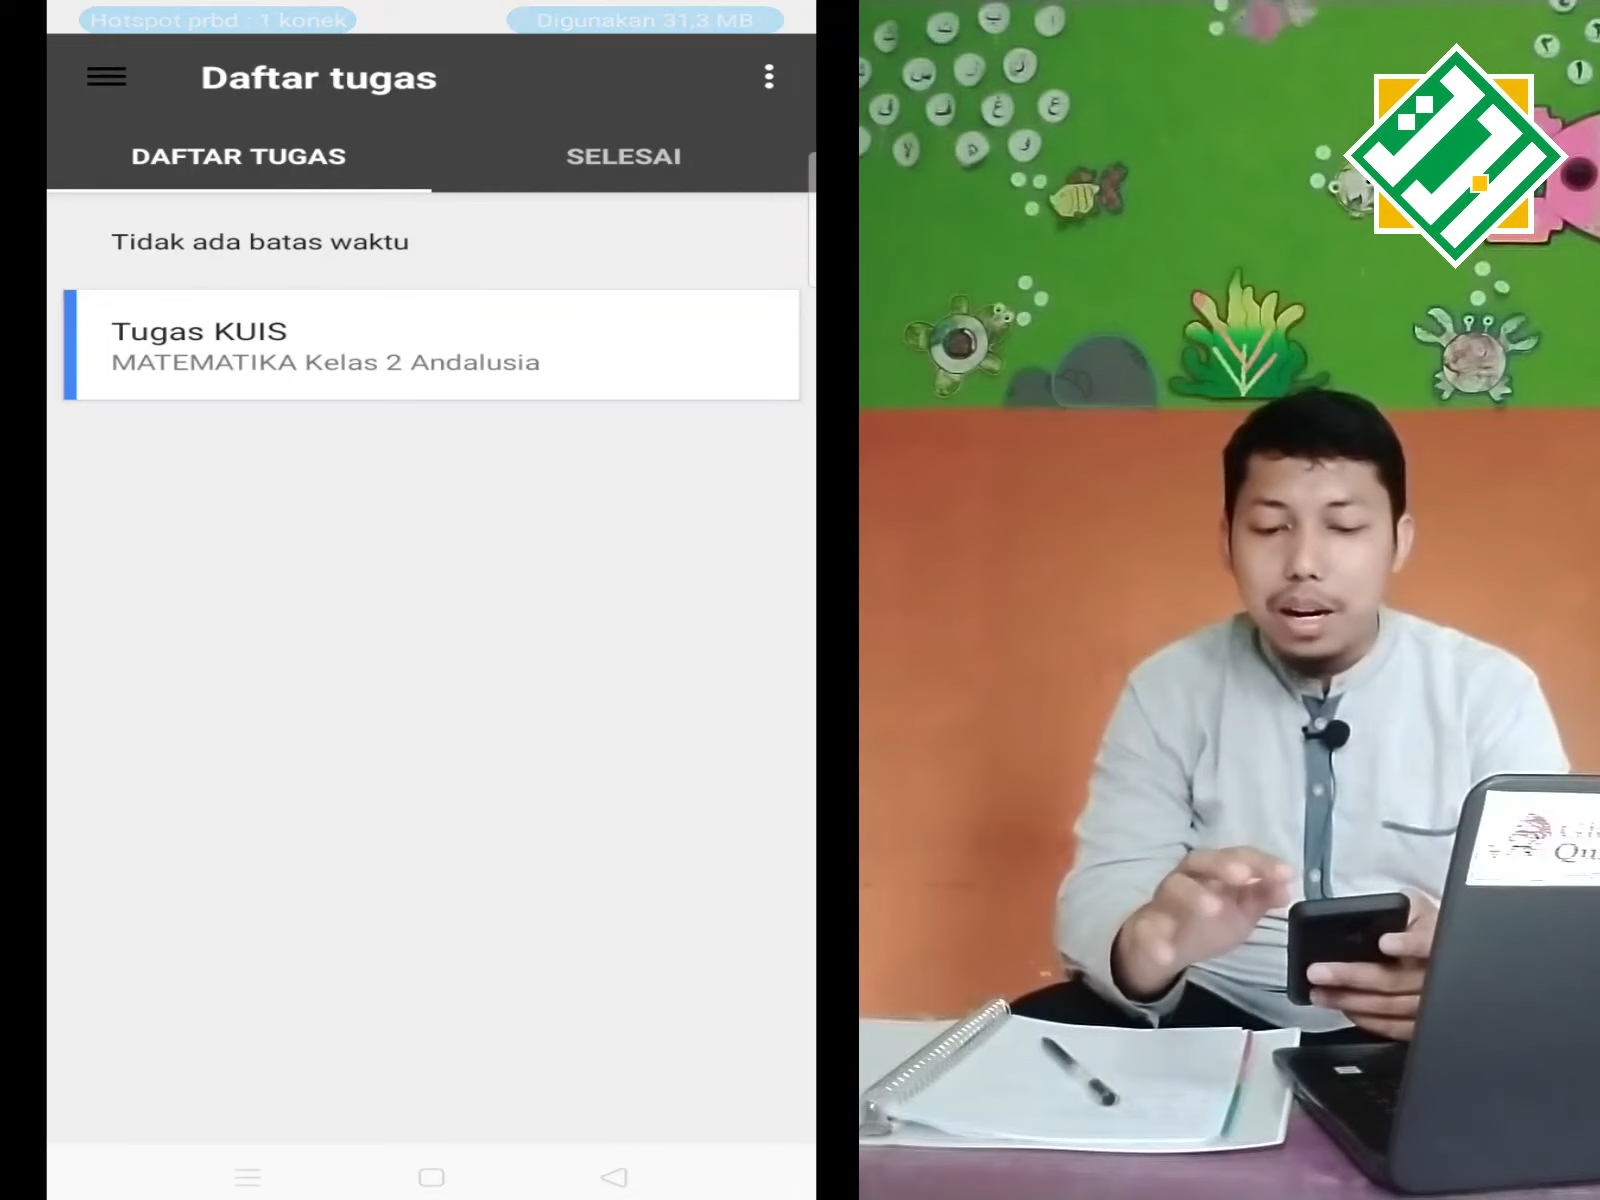 Hotspot prbd : 1 konek
Digunakan 31,3 MB
Daftar tugas
DAFTAR TUGAS
SELESAI
Tidak ada batas waktu
Tugas KUIS
MATEMATIKA Kelas 2 Andalusia